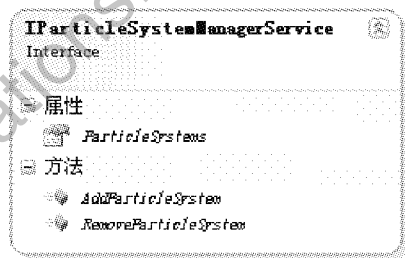 IParticleSystemManagerService
Interface
属性
ParticleSystems
方法
AddParticleSystem
RemoveParticleSystem